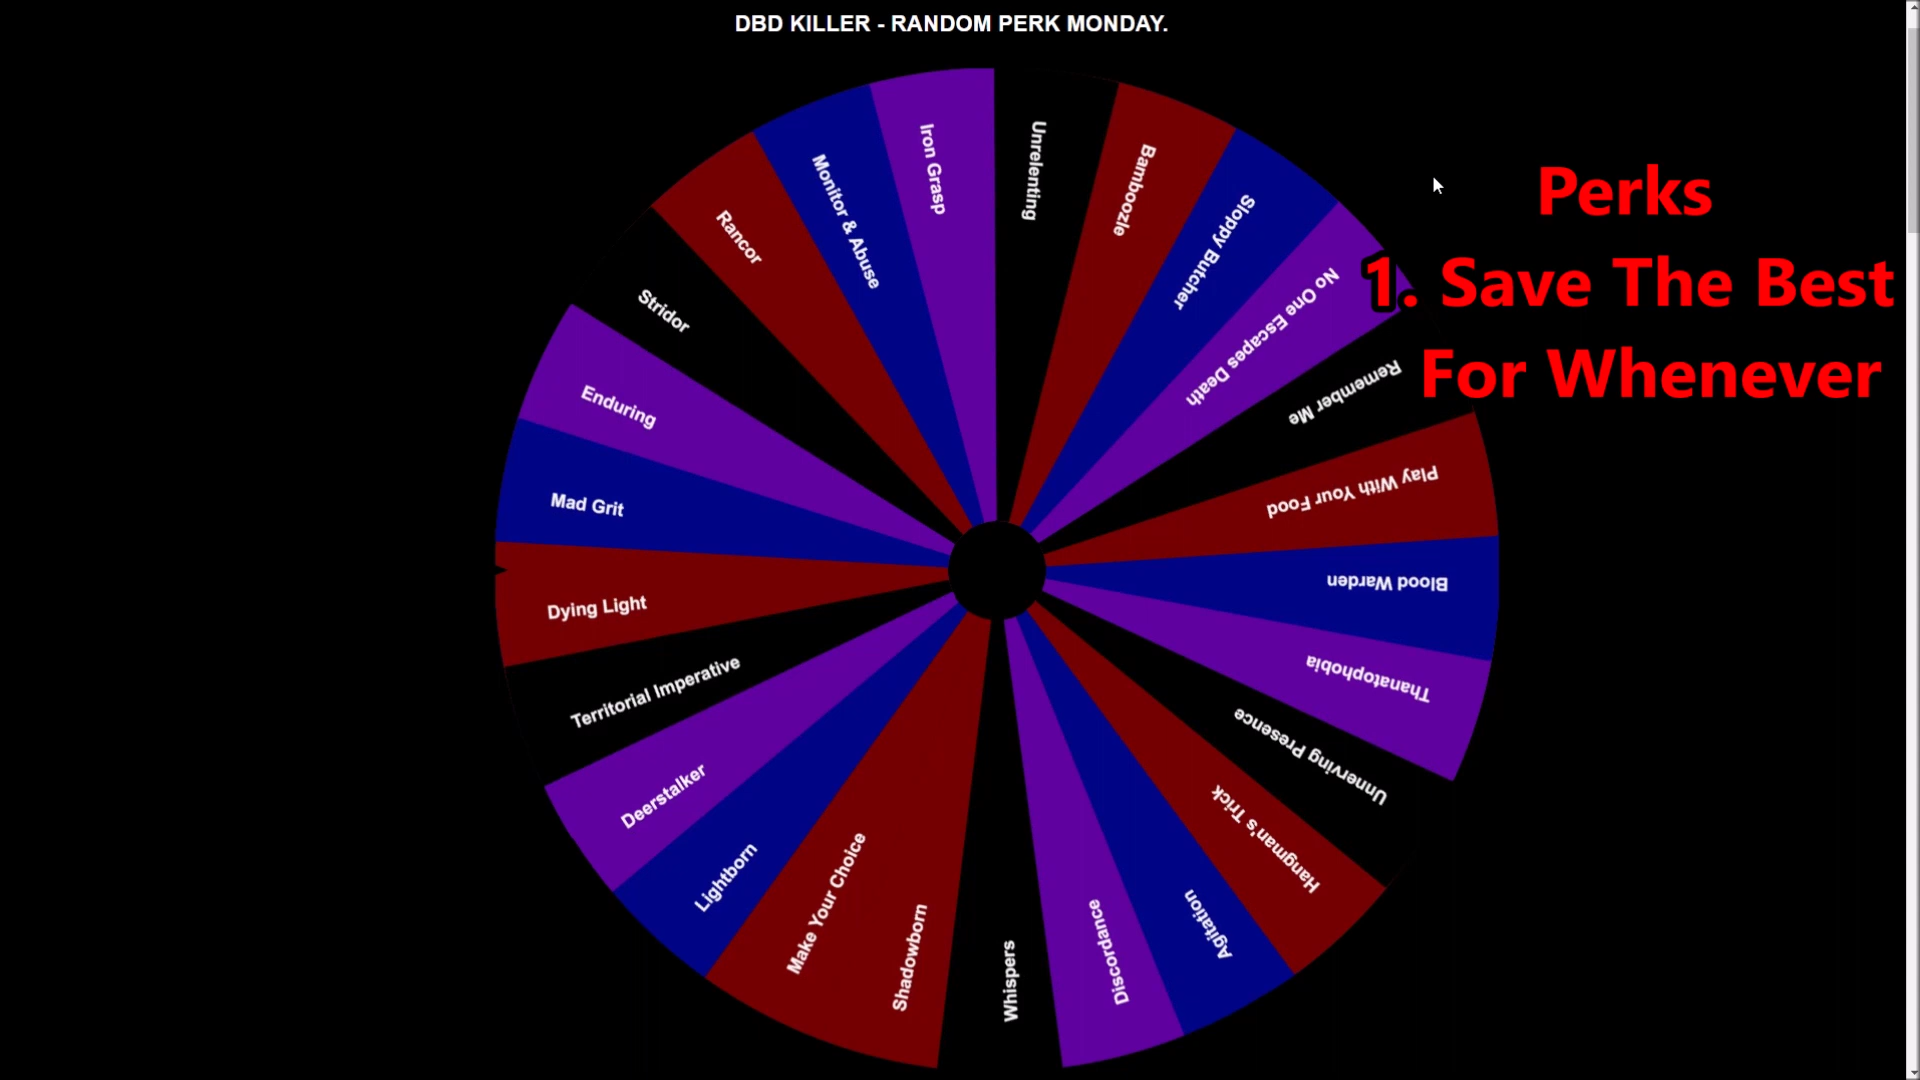 DBD KILLER - RANDOM PERK MONDAY.
Perks
1. Save The Best
For Whenever
Unrelenting
Bamboozle
Sloppy Butcher
No One Escapes Death
Remember Me
Play With Your Food
Blood Warden
Thanatophobia
Unnerving Presence
Hangman's Trick
Agitation
Discordance
Whispers
Shadowborn
Make Your Choice
Lightborn
Deerstalker
Territorial Imperative
Dying Light
Mad Grit
Enduring
Stridor
Rancor
Monitor & Abuse
Iron Grasp